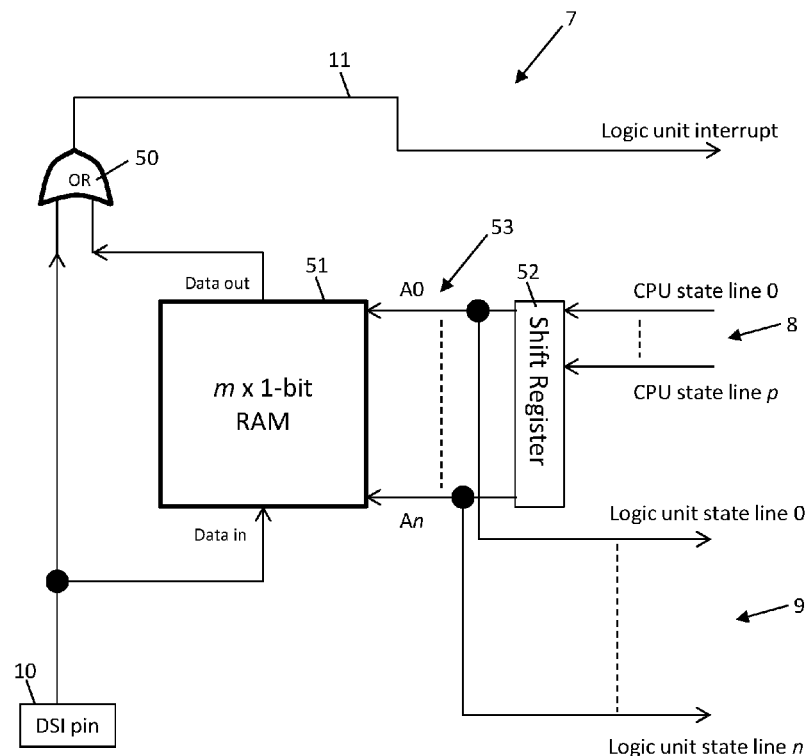 7
11
Logic unit interrupt
50
OR
53
51
52
Data out
A0
CPU state line 0
8
Shift Register
CPU state line p
m x 1-bit
RAM
An
Data in
Logic unit state line 0
9
10
DSI pin
Logic unit state line n